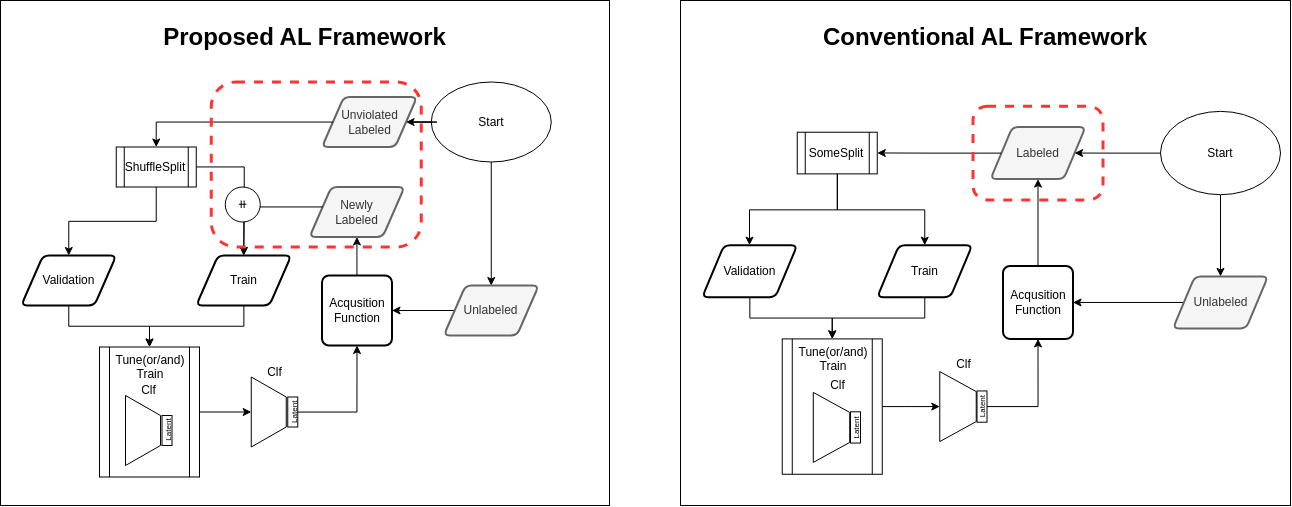 Proposed AL Framework
Unviolated
Labeled
Start
ShuffleSplit
⧺
Newly
Labeled
Validation
Train
Acqusition
Function
Unlabeled
Tune(or/and)
Train
Clf
Latent
Clf
Latent
Conventional AL Framework
Labeled
Start
SomeSplit
Validation
Train
Acqusition
Function
Unlabeled
Tune(or/and)
Train
Clf
Latent
Clf
Latent